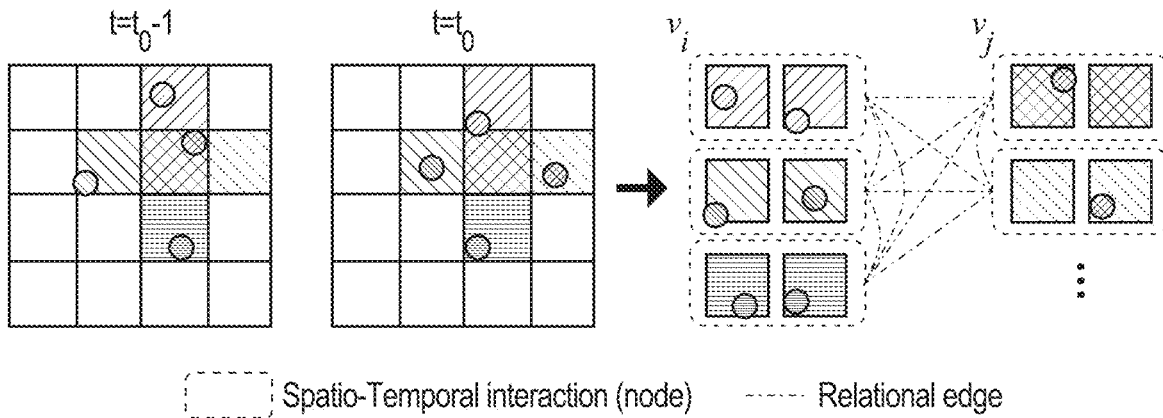 t=t₀-1
t=t₀
vᵢ
vⱼ
Spatio-Temporal interaction (node)
Relational edge